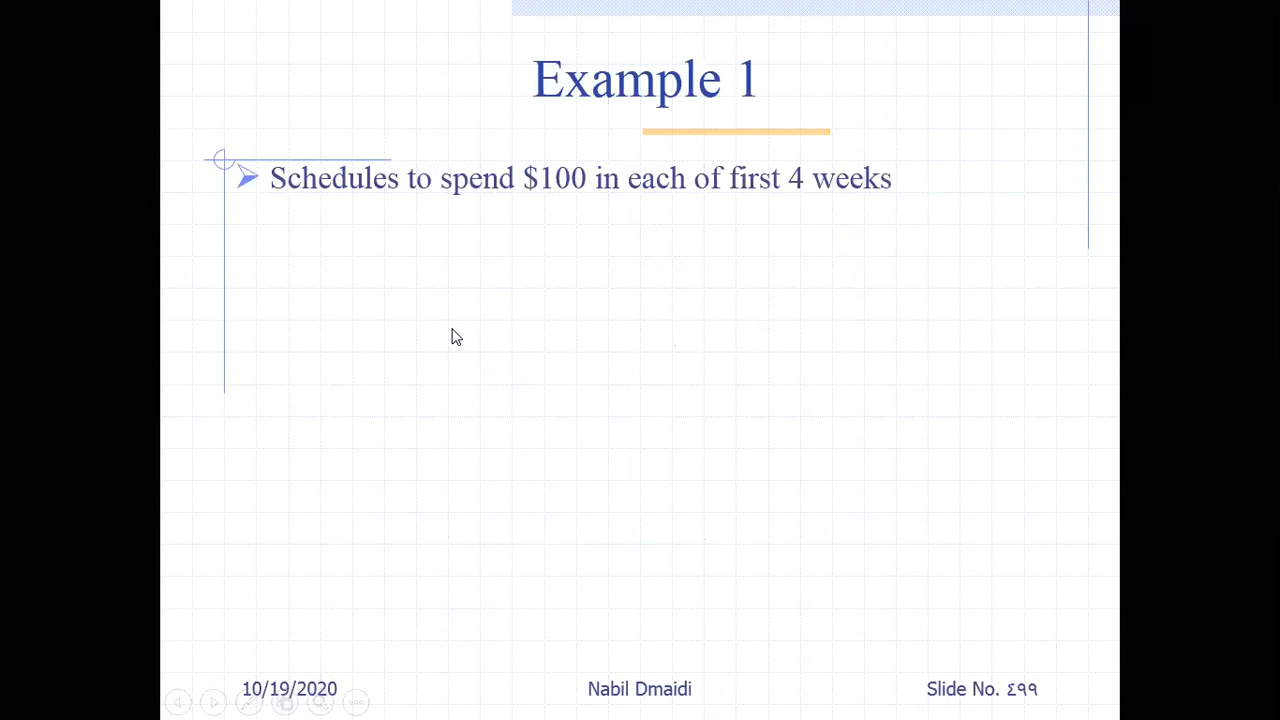 Example 1
Schedules to spend $100 in each of first 4 weeks
10/19/2020
Nabil Dmaidi
Slide No. ٤٩٩